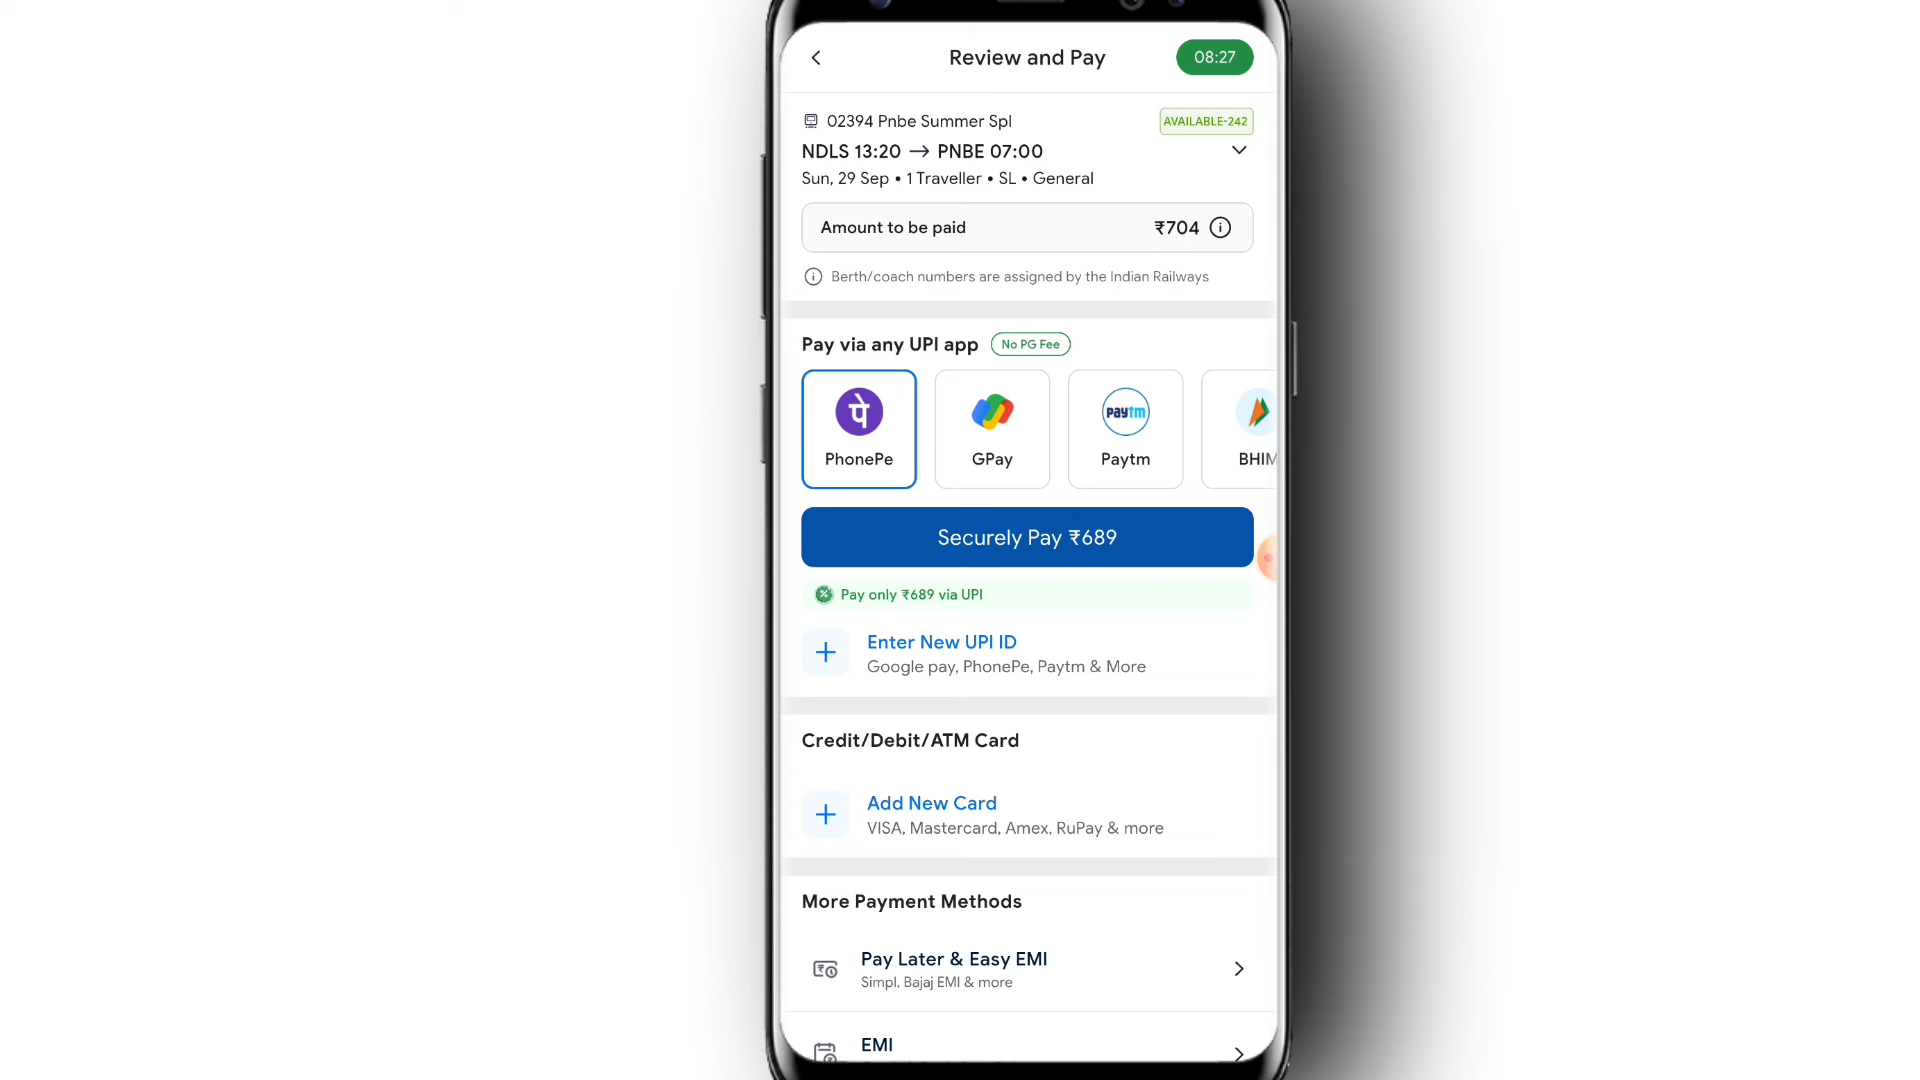 Review and Pay
08:27
02394 Pnbe Summer Spl
AVAILABLE-242
NDLS 13:20 → PNBE 07:00
Sun, 29 Sep • 1 Traveller • SL • General
Amount to be paid
₹704
Berth/coach numbers are assigned by the Indian Railways
Pay via any UPI app
No PG Fee
पे
paytm
PhonePe
GPay
Paytm
BHIM
Securely Pay ₹689
Pay only ₹689 via UPI
Enter New UPI ID
Google pay, PhonePe, Paytm & More
Credit/Debit/ATM Card
Add New Card
VISA, Mastercard, Amex, RuPay & more
More Payment Methods
Pay Later & Easy EMI
Simpl, Bajaj EMI & more
EMI